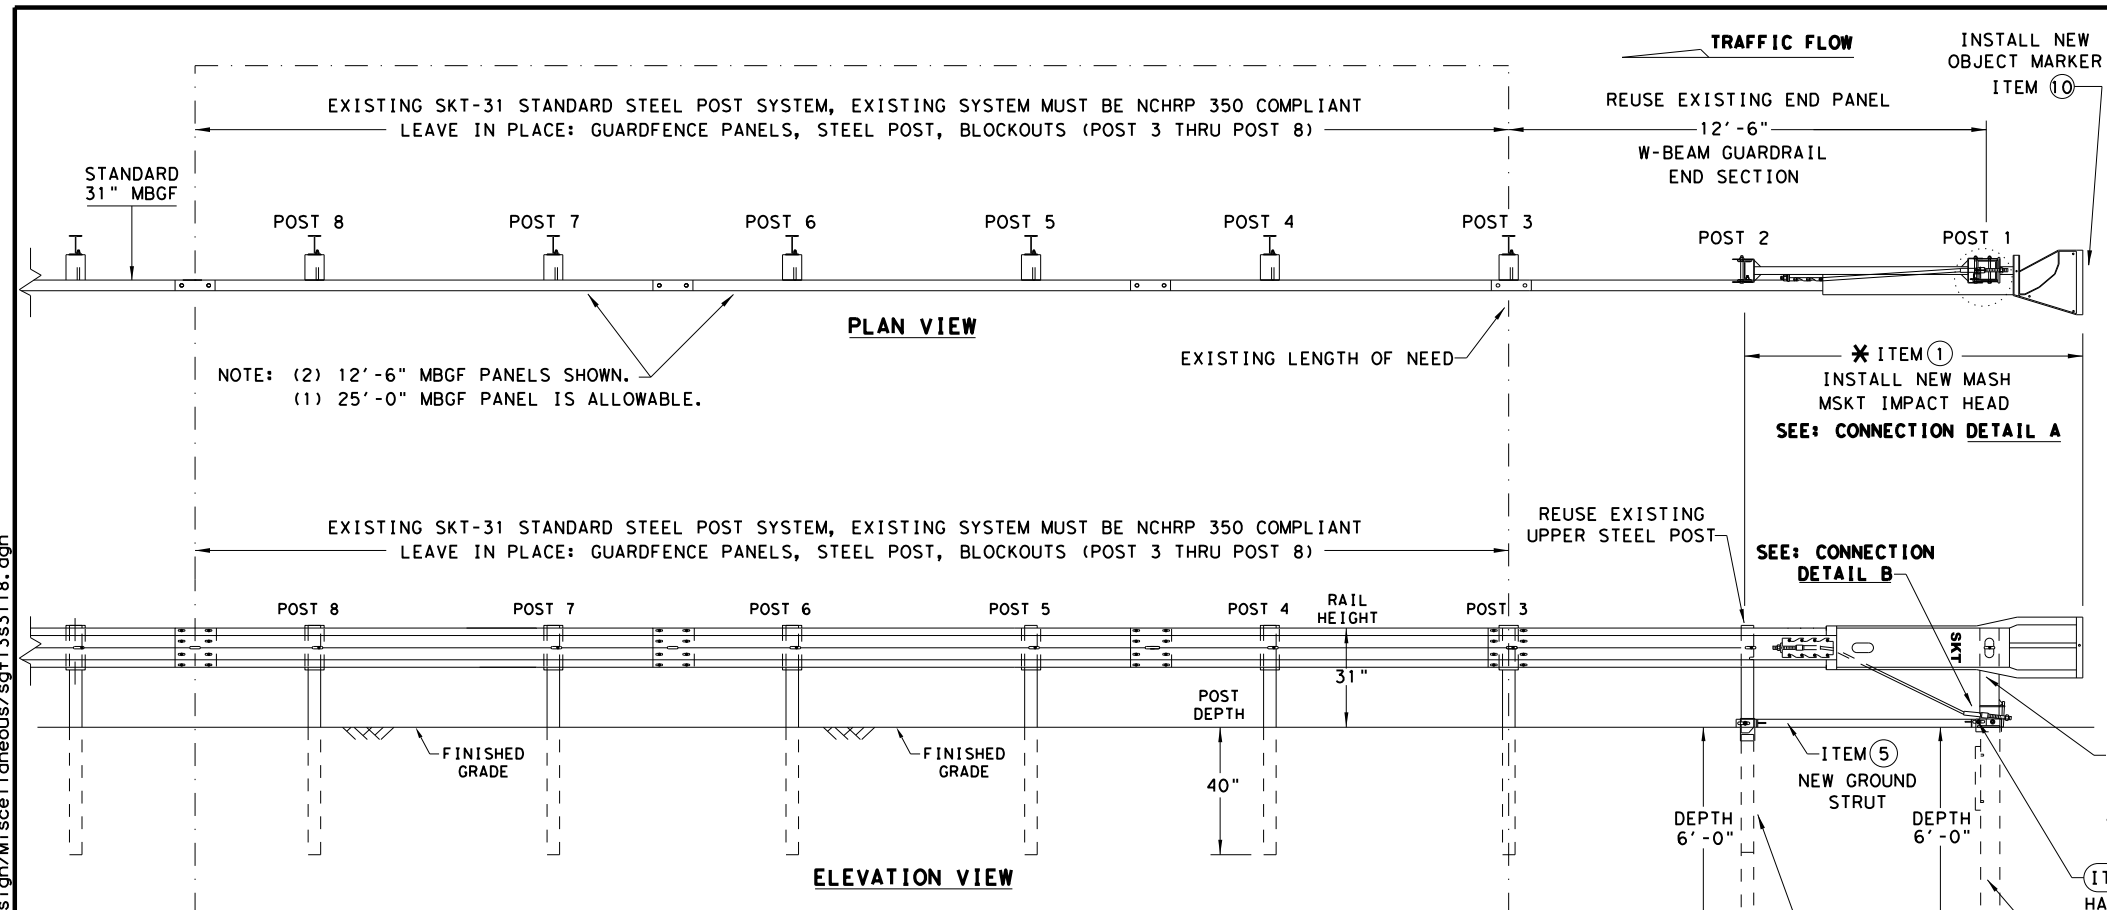 TRAFFIC FLOW
INSTALL NEW
OBJECT MARKER
ITEM 10
EXISTING SKT-31 STANDARD STEEL POST SYSTEM, EXISTING SYSTEM MUST BE NCHRP 350 COMPLIANT
LEAVE IN PLACE: GUARDFENCE PANELS, STEEL POST, BLOCKOUTS (POST 3 THRU POST 8)
REUSE EXISTING END PANEL
12'-6"
W-BEAM GUARDRAIL
END SECTION
STANDARD
31" MBGF
POST 8
POST 7
POST 6
POST 5
POST 4
POST 3
POST 2
POST 1
PLAN VIEW
NOTE: (2) 12'-6" MBGF PANELS SHOWN.
(1) 25'-0" MBGF PANEL IS ALLOWABLE.
EXISTING LENGTH OF NEED
* ITEM 1
INSTALL NEW MASH
MSKT IMPACT HEAD
SEE: CONNECTION DETAIL A
EXISTING SKT-31 STANDARD STEEL POST SYSTEM, EXISTING SYSTEM MUST BE NCHRP 350 COMPLIANT
LEAVE IN PLACE: GUARDFENCE PANELS, STEEL POST, BLOCKOUTS (POST 3 THRU POST 8)
REUSE EXISTING
UPPER STEEL POST
SEE: CONNECTION
DETAIL B
POST 8
POST 7
POST 6
POST 5
POST 4
RAIL
HEIGHT
POST 3
31"
SKT
POST
DEPTH
40"
FINISHED
GRADE
FINISHED
GRADE
ITEM 5
NEW GROUND
STRUT
DEPTH
6'-0"
DEPTH
6'-0"
ELEVATION VIEW